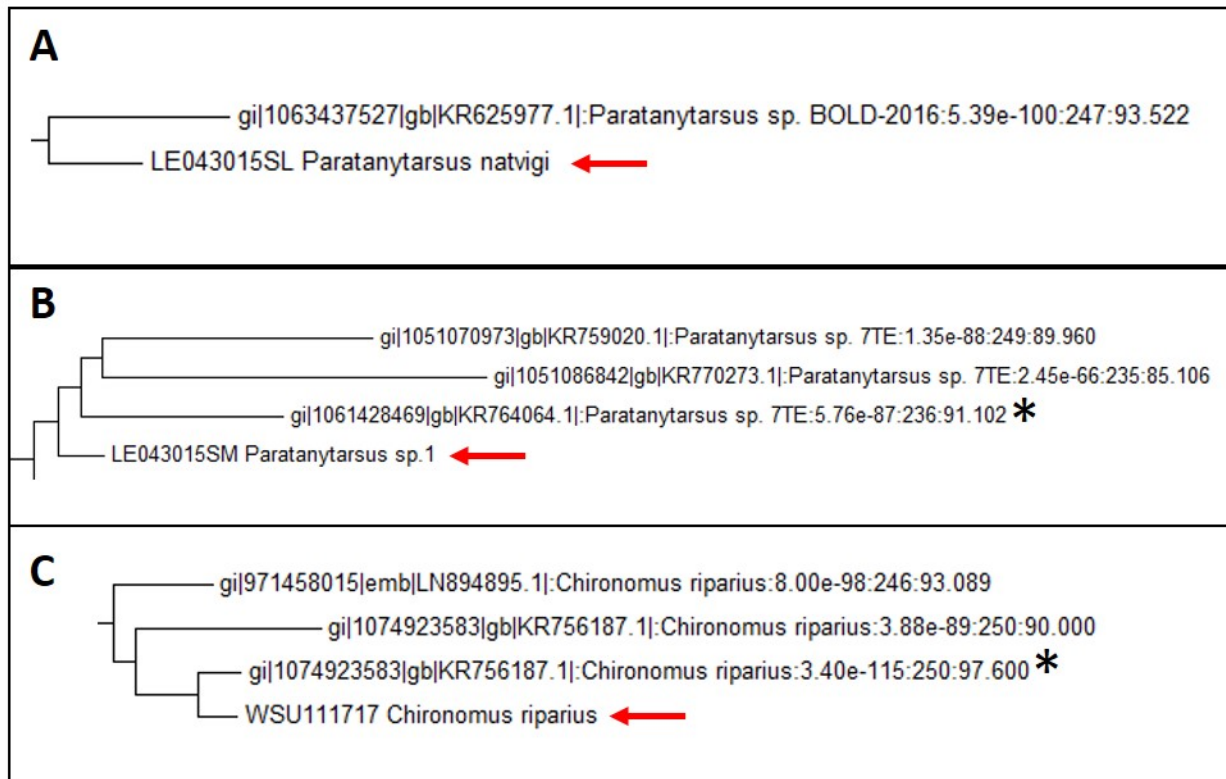 A
gi|1063437527|gb|KR625977.1|:Paratanytarsus sp. BOLD-2016:5.39e-100:247:93.522
LE043015SL Paratanytarsus natvigi
B
gi|1051070973|gb|KR759020.1|:Paratanytarsus sp. 7TE:1.35e-88:249:89.960
gi|1051086842|gb|KR770273.1|:Paratanytarsus sp. 7TE:2.45e-66:235:85.106
gi|1061428469|gb|KR764064.1|:Paratanytarsus sp. 7TE:5.76e-87:236:91.102 *
LE043015SM Paratanytarsus sp.1
C
gi|971458015|emb|LN894895.1|:Chironomus riparius:8.00e-98:246:93.089
gi|1074923583|gb|KR756187.1|:Chironomus riparius:3.88e-89:250:90.000
gi|1074923583|gb|KR756187.1|:Chironomus riparius:3.40e-115:250:97.600 *
WSU111717 Chironomus riparius